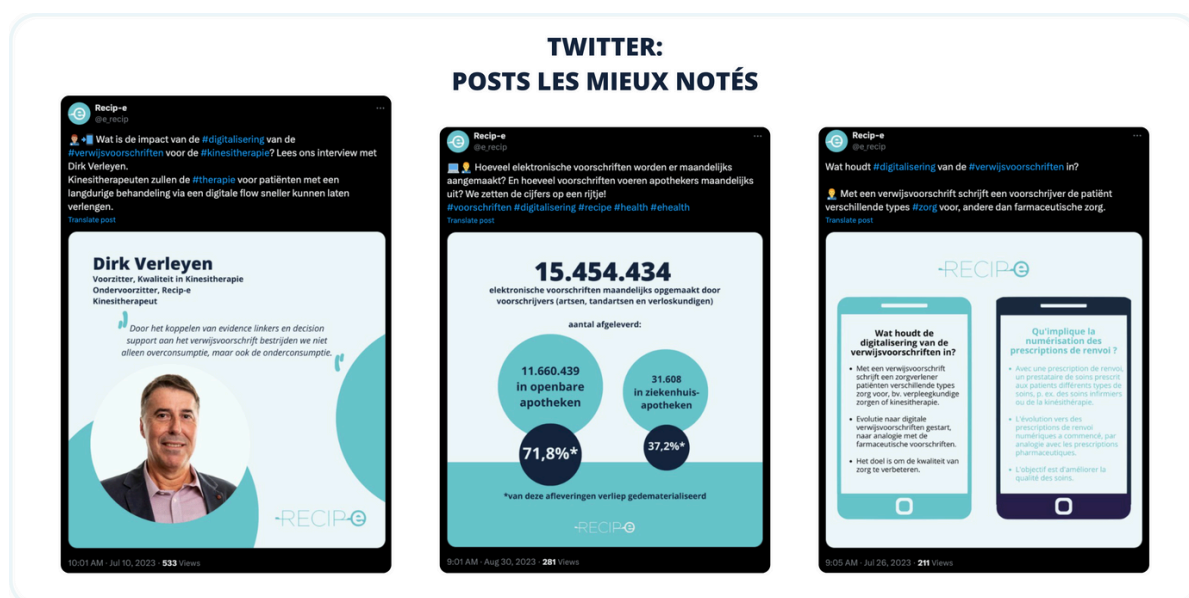 TWITTER:
POSTS LES MIEUX NOTÉS
Recip-e
@e_recip
Wat is de impact van de #digitalisering van de
#verwijsvoorschriften voor de #kinesitherapie? Lees ons interview met
Dirk Verleyen.
Kinesitherapeuten zullen de #therapie voor patiënten met een
langdurige behandeling via een digitale flow sneller kunnen laten
verlengen.
Translate post
Dirk Verleyen
Voorzitter, Kwaliteit in Kinesitherapie
Ondervoorzitter, Recip-e
Kinesitherapeut
Door het koppelen van evidence linkers en decision
support aan het verwijsvoorschrift bestrijden we niet
alleen overconsumptie, maar ook de onderconsumptie.
RECIP-e
10:01 AM · Jul 10, 2023 · 533 Views
Recip-e
@e_recip
Hoeveel elektronische voorschriften worden er maandelijks
aangemaakt? En hoeveel voorschriften voeren apothekers maandelijks
uit? We zetten de cijfers op een rijtje!
#voorschriften #digitalisering #recipe #health #ehealth
Translate post
15.454.434
elektronische voorschriften maandelijks opgemaakt door
voorschrijvers (artsen, tandartsen en verloskundigen)
aantal afgeleverd:
11.660.439
in openbare
apotheken
71,8%*
31.608
in ziekenhuis-
apotheken
37,2%*
*van deze afleveringen verliep gedematerialiseerd
RECIP-e
9:01 AM · Aug 30, 2023 · 281 Views
Recip-e
@e_recip
Wat houdt #digitalisering van de #verwijsvoorschriften in?
Met een verwijsvoorschrift schrijft een voorschrijver de patiënt
verschillende types #zorg voor, andere dan farmaceutische zorg.
Translate post
RECIP-e
Wat houdt de
digitalisering van de
verwijsvoorschriften in?
• Met een verwijsvoorschrift
schrijft een zorgverlener
patiënten verschillende types
zorg voor, bv. verpleegkundige
zorgen of kinesitherapie.
• Evolutie naar digitale
verwijsvoorschriften gestart,
naar analogie met de
farmaceutische voorschriften.
• Het doel is om de kwaliteit van
zorg te verbeteren.
Qu'implique la
numérisation des
prescriptions de renvoi ?
• Avec une prescription de renvoi,
un prestataire de soins prescrit
aux patients différents types de
soins, p. ex. des soins infirmiers
ou de la kinésithérapie.
• L'évolution vers des
prescriptions de renvoi
numériques a commencé, par
analogie avec les prescriptions
pharmaceutiques.
• L'objectif est d'améliorer la
qualité des soins.
9:05 AM · Jul 26, 2023 · 211 Views